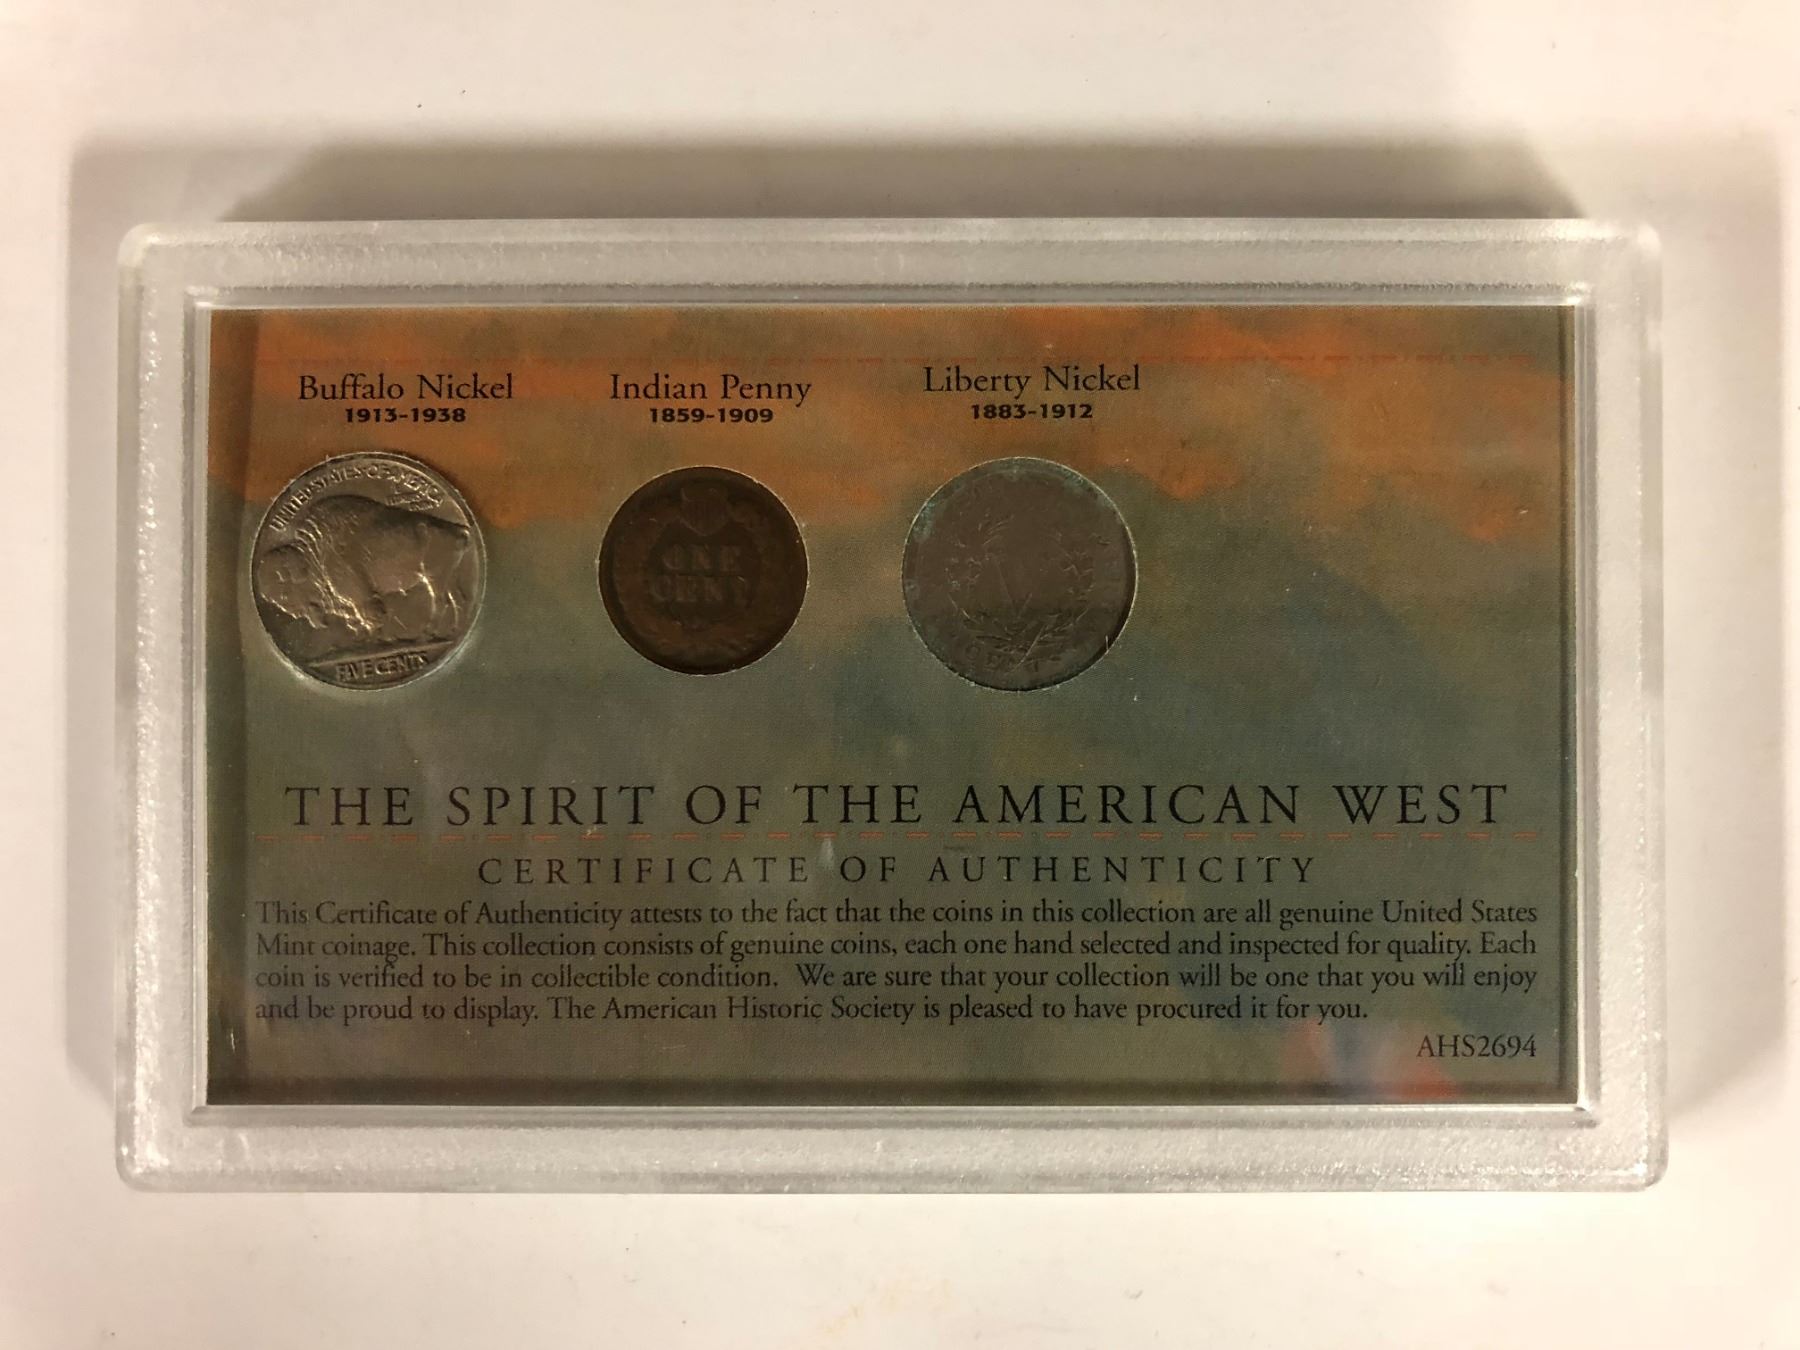 Buffalo Nickel
1913-1938
Indian Penny
1859-1909
Liberty Nickel
1883-1912
UNITED STATES OF AMERICA
FIVE CENTS
ONE
CENT
V
CENTS
THE SPIRIT OF THE AMERICAN WEST
CERTIFICATE OF AUTHENTICITY
This Certificate of Authenticity attests to the fact that the coins in this collection are all genuine United States
Mint coinage. This collection consists of genuine coins, each one hand selected and inspected for quality. Each
coin is verified to be in collectible condition.  We are sure that your collection will be one that you will enjoy
and be proud to display. The American Historic Society is pleased to have procured it for you.
AHS2694